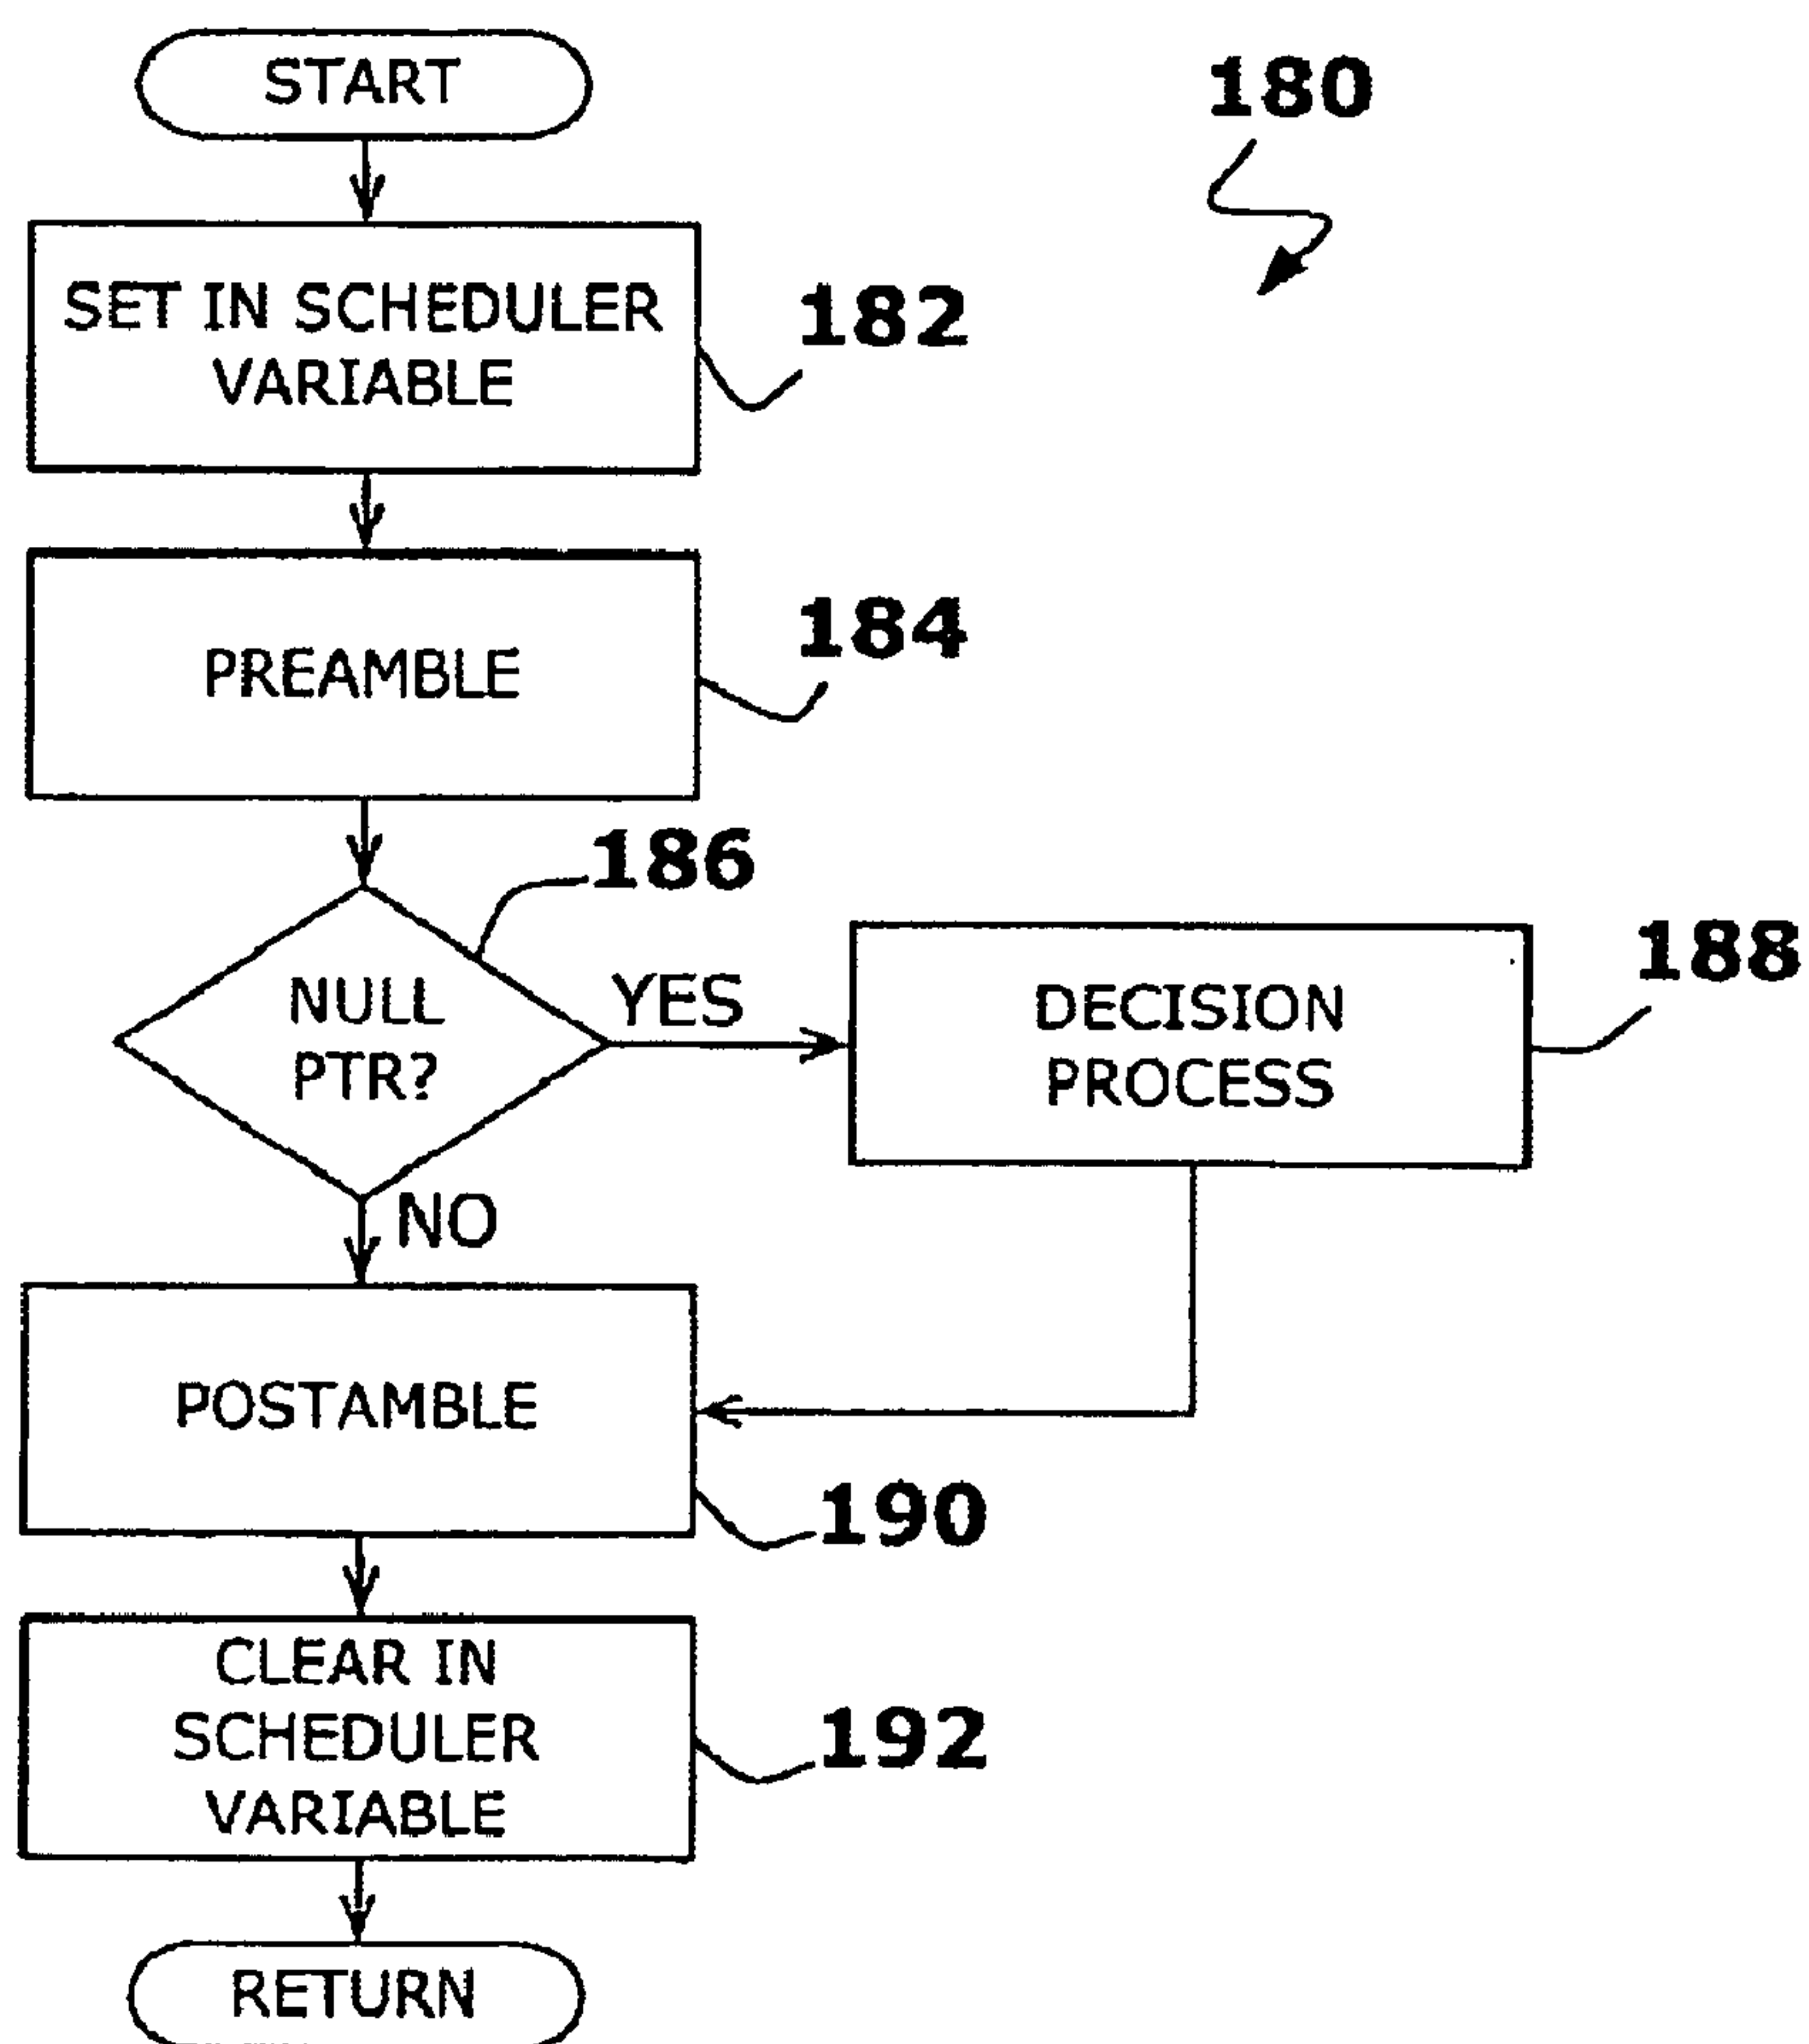 START
180
SET IN SCHEDULER
VARIABLE
182
PREAMBLE
184
186
NULL
PTR?
YES
DECISION
PROCESS
188
NO
POSTAMBLE
190
CLEAR IN
SCHEDULER
VARIABLE
192
RETURN